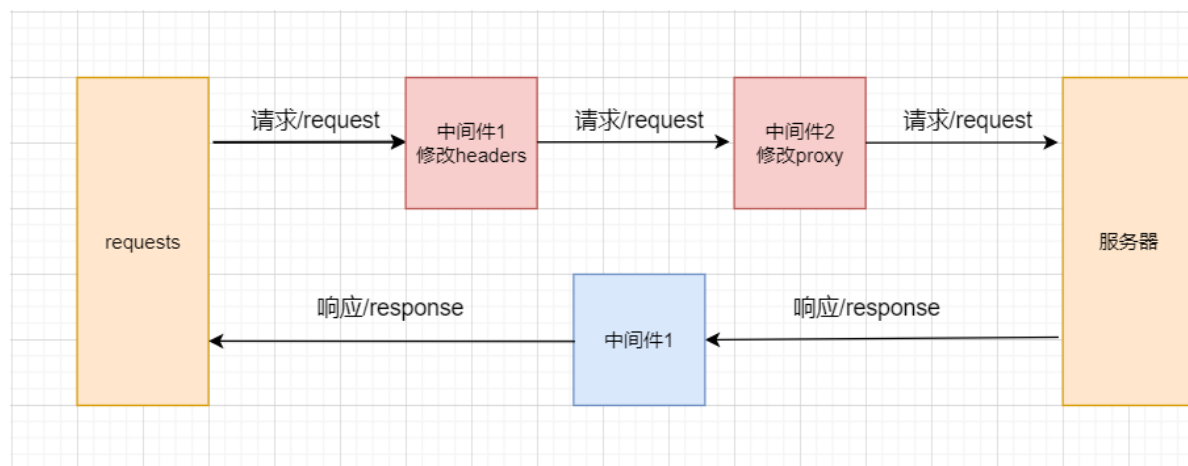 请求/request
请求/request
请求/request
中间件1
修改headers
中间件2
修改proxy
requests
服务器
响应/response
响应/response
中间件1